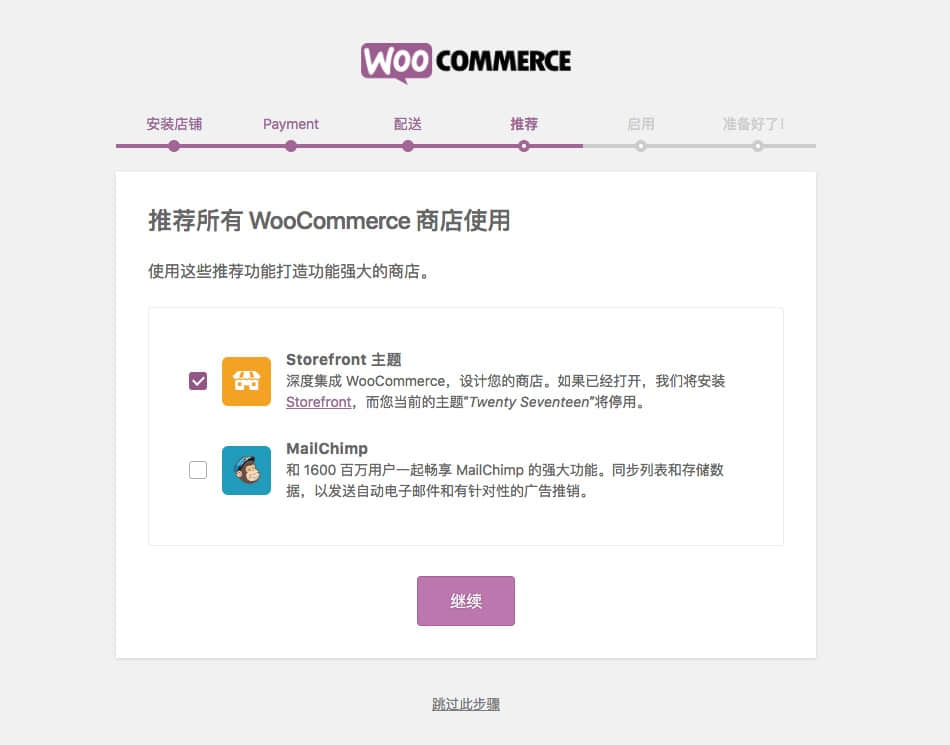 WOO COMMERCE
安装店铺 Payment 配送 推荐 启用 准备好了!
推荐所有 WooCommerce 商店使用
使用这些推荐功能打造功能强大的商店。
Storefront 主题
深度集成 WooCommerce，设计您的商店。如果已经打开，我们将安装
Storefront，而您当前的主题“Twenty Seventeen”将停用。
MailChimp
和 1600 百万用户一起畅享 MailChimp 的强大功能。同步列表和存储数
据，以发送自动电子邮件和有针对性的广告推销。
继续
跳过此步骤